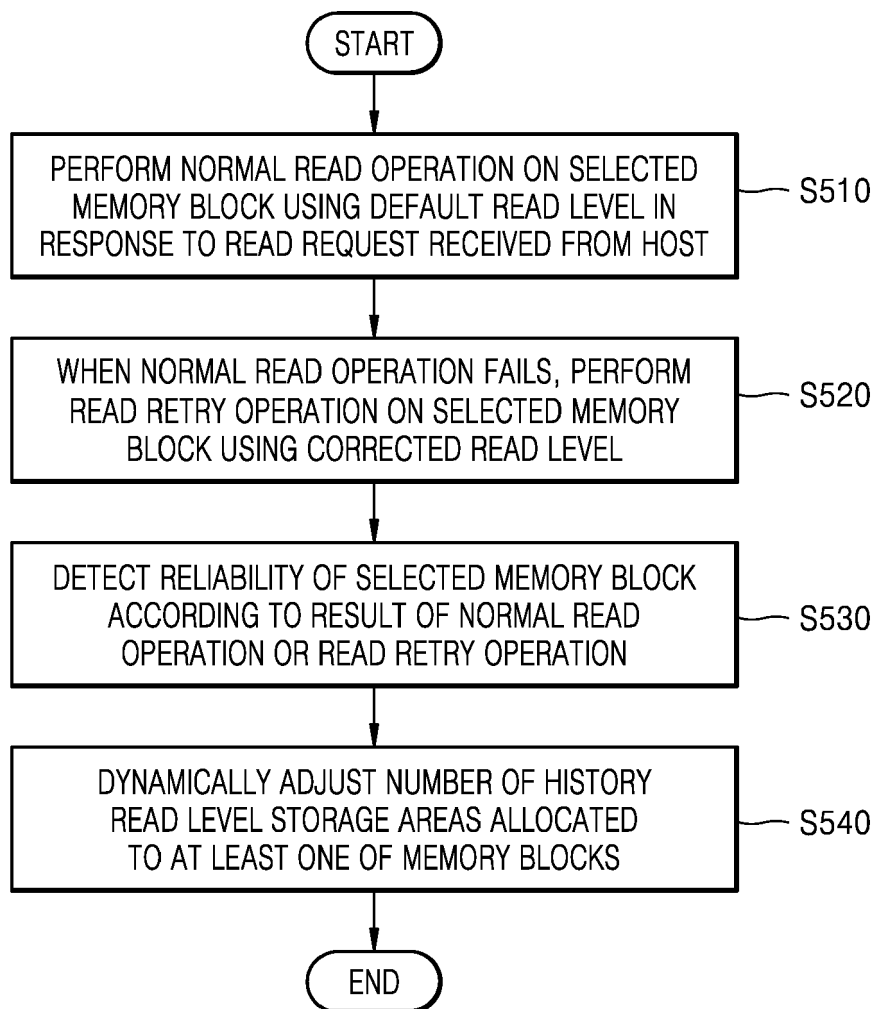 START
PERFORM NORMAL READ OPERATION ON SELECTED
MEMORY BLOCK USING DEFAULT READ LEVEL IN
RESPONSE TO READ REQUEST RECEIVED FROM HOST
S510
WHEN NORMAL READ OPERATION FAILS, PERFORM
READ RETRY OPERATION ON SELECTED MEMORY
BLOCK USING CORRECTED READ LEVEL
S520
DETECT RELIABILITY OF SELECTED MEMORY BLOCK
ACCORDING TO RESULT OF NORMAL READ
OPERATION OR READ RETRY OPERATION
S530
DYNAMICALLY ADJUST NUMBER OF HISTORY
READ LEVEL STORAGE AREAS ALLOCATED
TO AT LEAST ONE OF MEMORY BLOCKS
S540
END